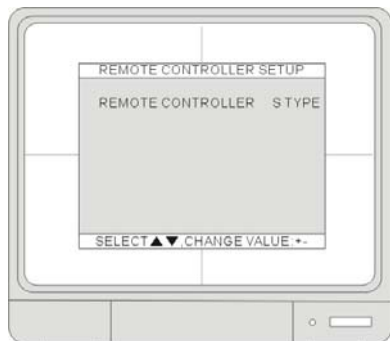 REMOTE CONTROLLER SETUP
REMOTE CONTROLLER S TYPE
SELECT▲▼,CHANGE VALUE:+-